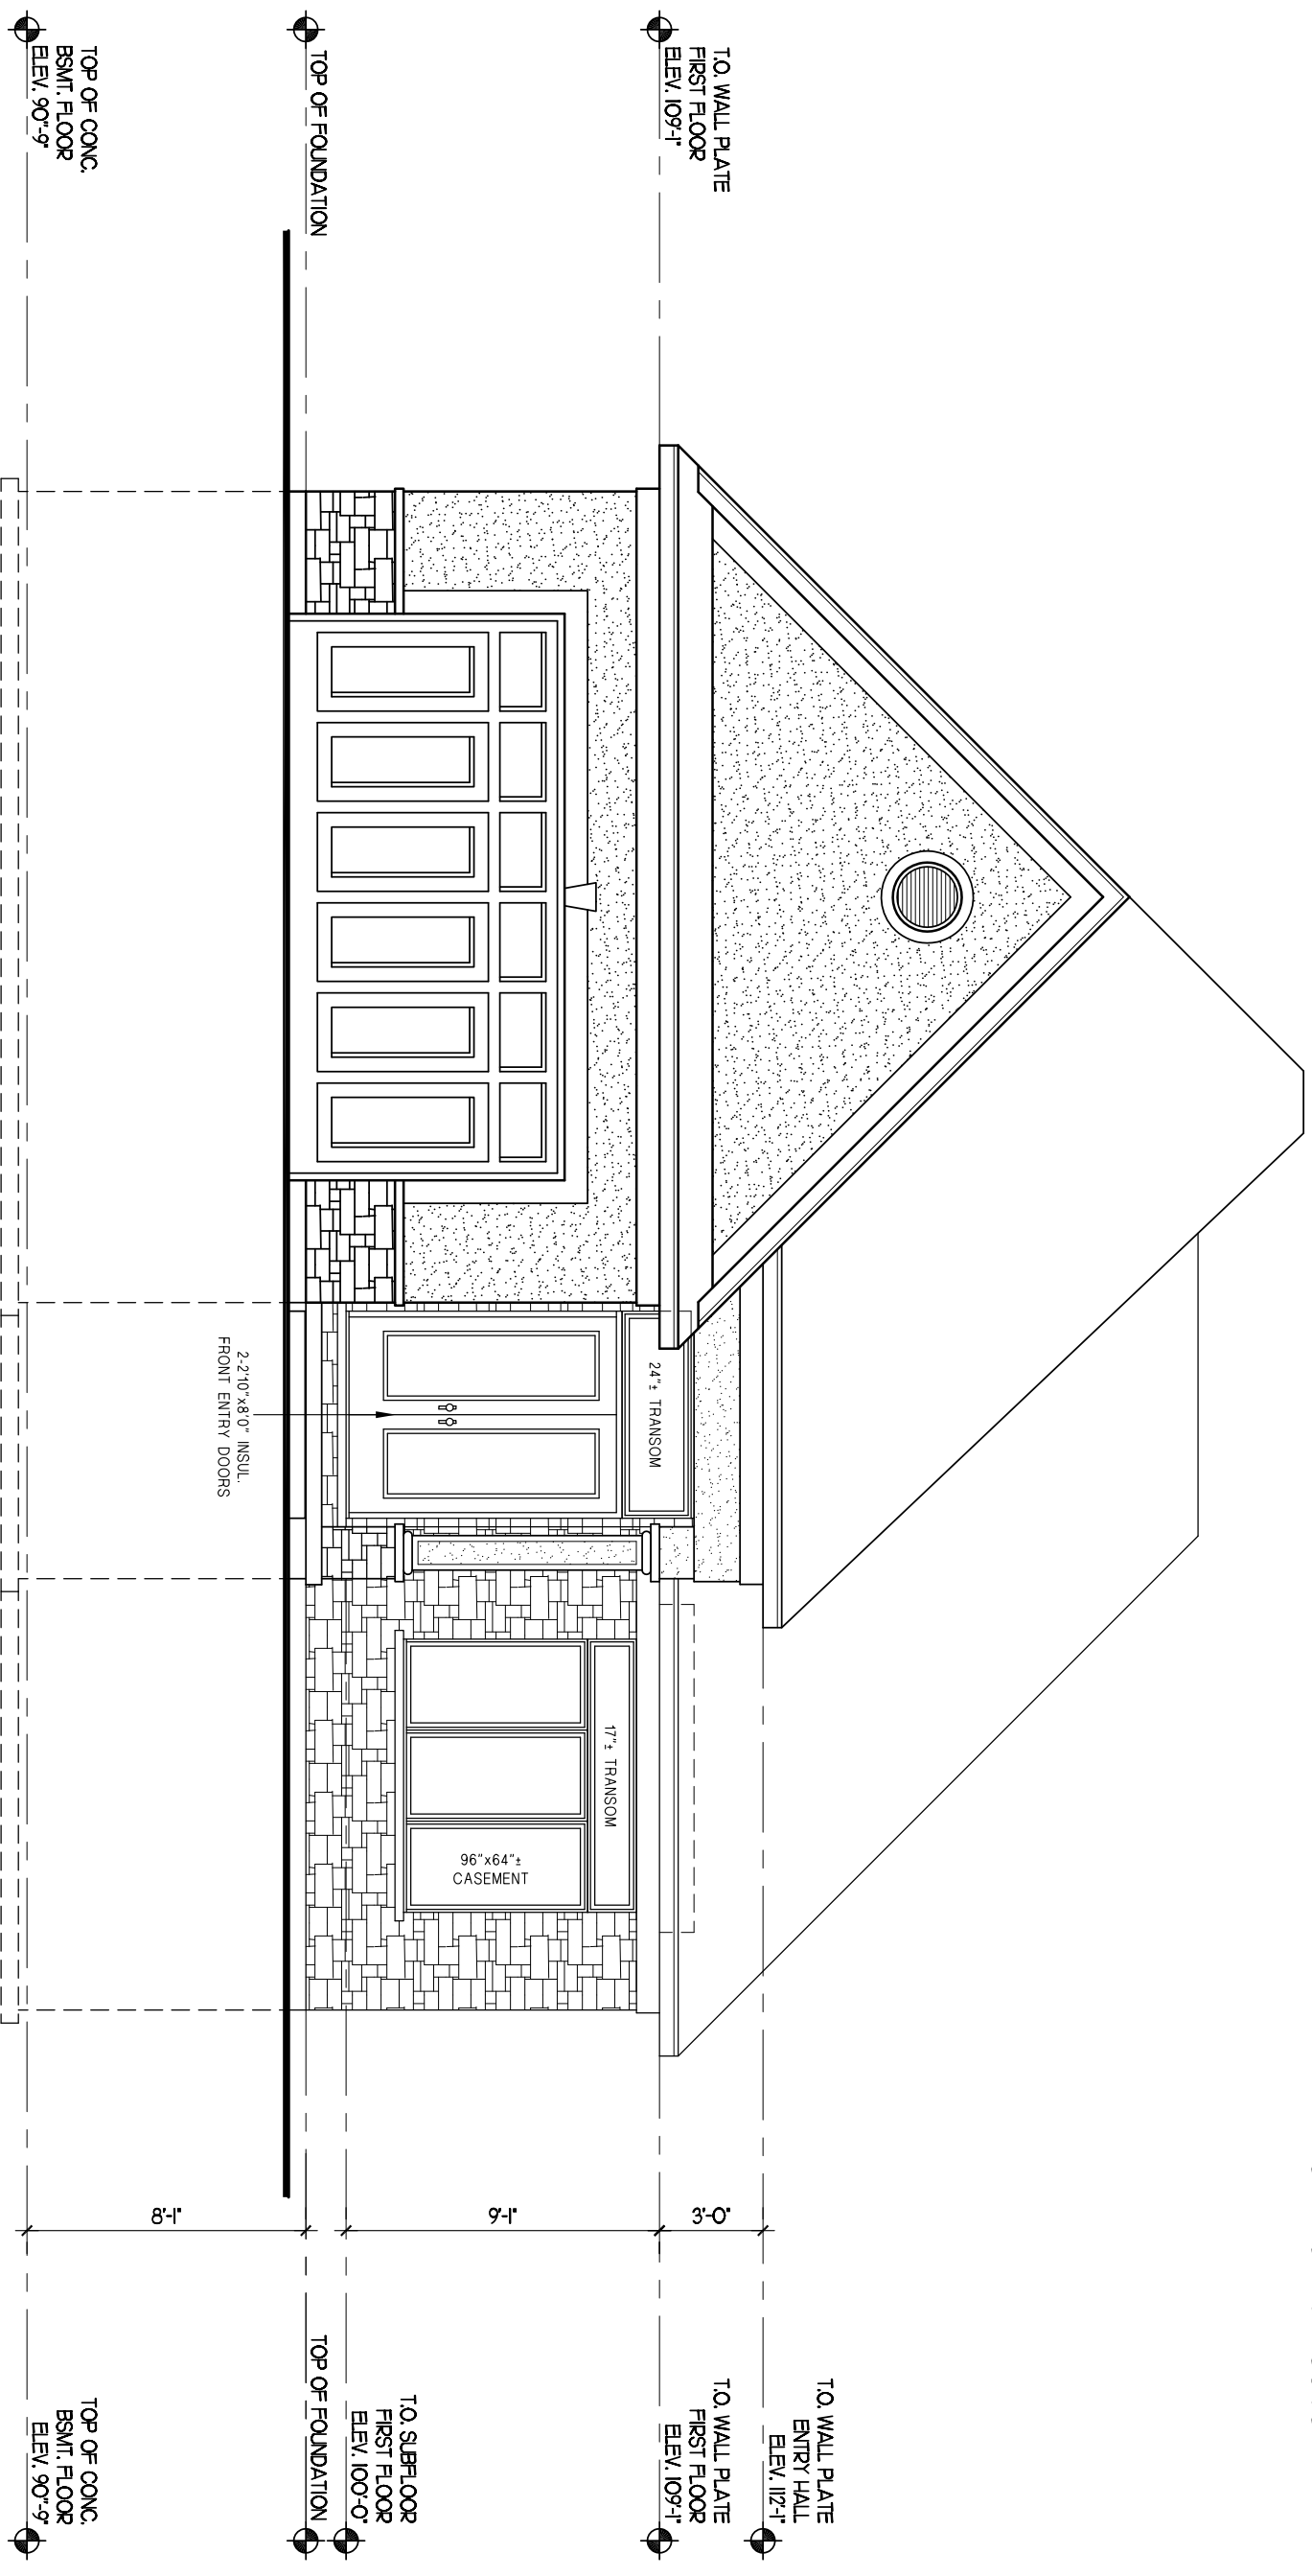 T.O. WALL PLATE
FIRST FLOOR
ELEV. 109'-1"
TOP OF FOUNDATION
TOP OF CONC.
BSMT. FLOOR
ELEV. 90'-9"
24"± TRANSOM
17"± TRANSOM
96"x64"±
CASEMENT
2-2'10"x8'0" INSUL.
FRONT ENTRY DOORS
3'-0"
9'-1"
8'-1"
T.O. WALL PLATE
ENTRY HALL
ELEV. 112'-1"
T.O. WALL PLATE
FIRST FLOOR
ELEV. 109'-1"
T.O. SUBFLOOR
FIRST FLOOR
ELEV. 100'-0"
TOP OF FOUNDATION
TOP OF CONC.
BSMT. FLOOR
ELEV. 90'-9"